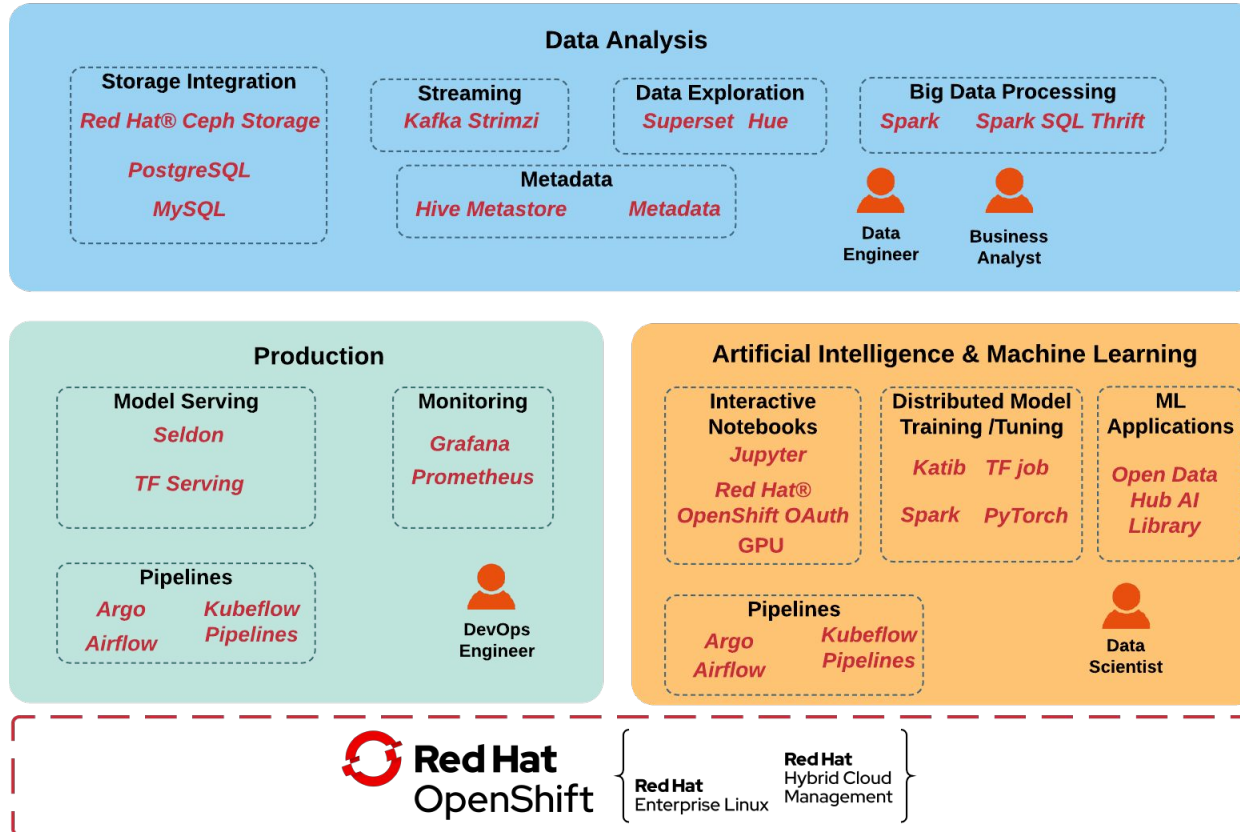 Data Analysis
Storage Integration
Red Hat® Ceph Storage
PostgreSQL
MySQL
Streaming
Kafka Strimzi
Data Exploration
Superset Hue
Big Data Processing
Spark Spark SQL Thrift
Metadata
Hive Metastore Metadata
Data
Engineer
Business
Analyst
Production
Model Serving
Seldon
TF Serving
Monitoring
Grafana
Prometheus
Pipelines
Argo
Airflow
Kubeflow
Pipelines
DevOps
Engineer
Artificial Intelligence & Machine Learning
Interactive
Notebooks
Jupyter
Red Hat®
OpenShift OAuth
GPU
Distributed Model
Training /Tuning
Katib TF job
Spark PyTorch
ML
Applications
Open Data
Hub AI
Library
Pipelines
Argo
Airflow
Kubeflow
Pipelines
Data
Scientist
Red Hat
OpenShift
Red Hat
Enterprise Linux
Red Hat
Hybrid Cloud
Management